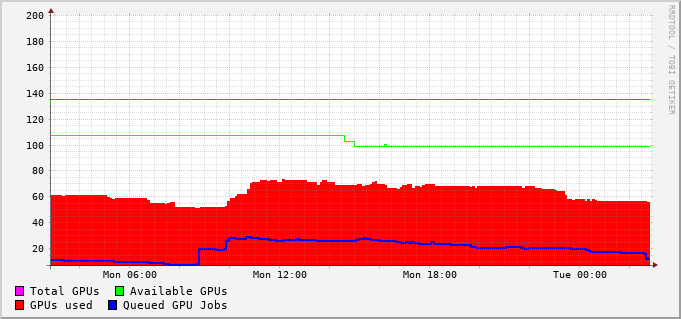 200
180
160
140
120
100
80
60
40
20
Mon 06:00 Mon 12:00 Mon 18:00 Tue 00:00
Total GPUs Available GPUs
GPUs used Queued GPU Jobs
RRDTOOL / TOBI OETIKER